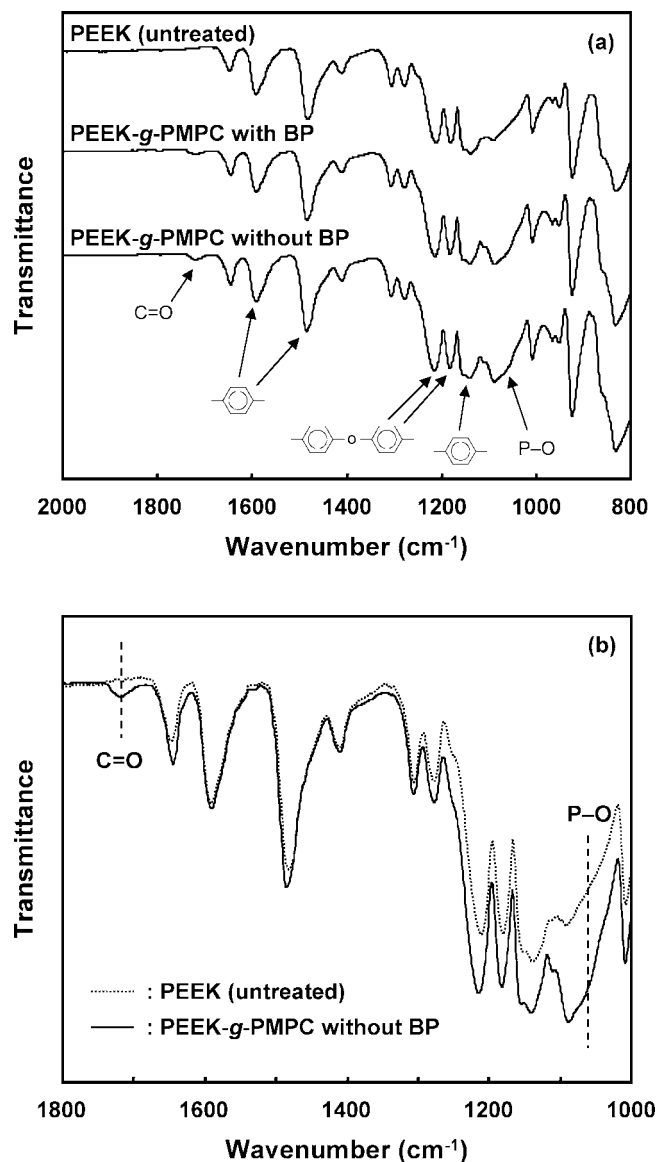 PEEK (untreated)
(a)
PEEK-g-PMPC with BP
PEEK-g-PMPC without BP
C=O
o
P–O
Transmittance
2000 1800 1600 1400 1200 1000 800
Wavenumber (cm-1)
(b)
C=O
P–O
Transmittance
: PEEK (untreated)
: PEEK-g-PMPC without BP
1800 1600 1400 1200 1000
Wavenumber (cm-1)